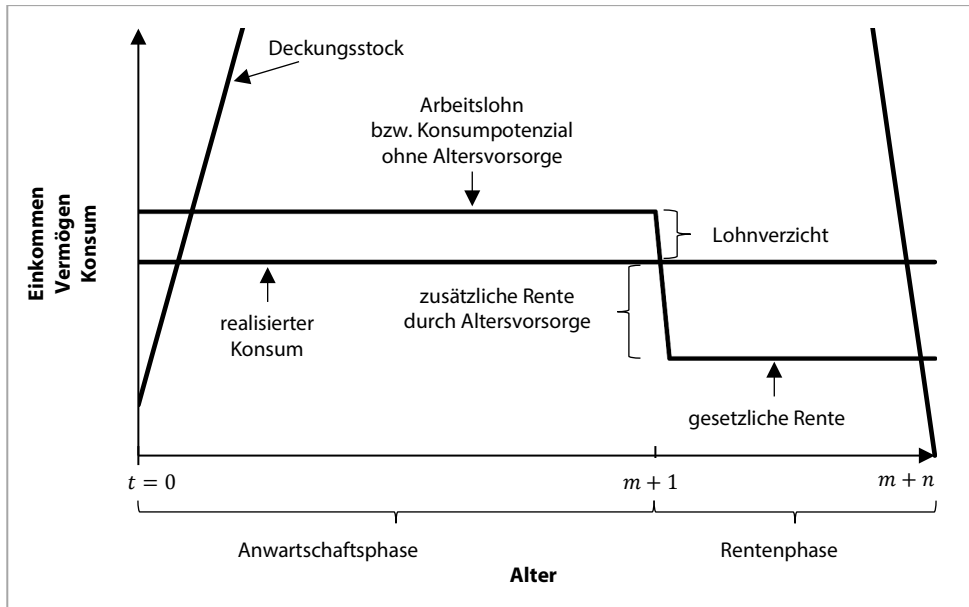 Deckungsstock
Arbeitslohn
bzw. Konsumpotenzial
ohne Altersvorsorge
Einkommen
Vermögen
Konsum
Lohnverzicht
zusätzliche Rente
durch Altersvorsorge
realisierter
Konsum
gesetzliche Rente
t = 0
m + 1
m + n
Anwartschaftsphase
Rentenphase
Alter